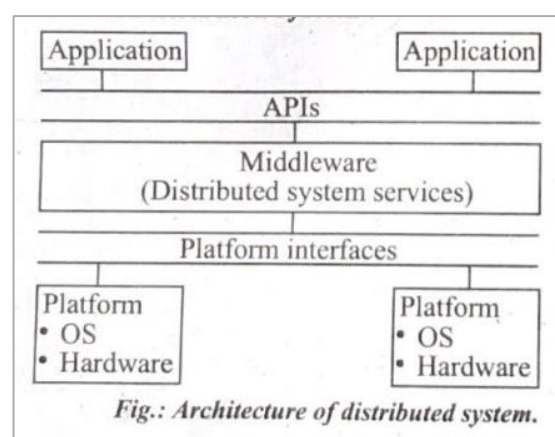 Application Application
APIs
Middleware
(Distributed system services)
Platform interfaces
Platform Platform
• OS • OS
• Hardware • Hardware
Fig.: Architecture of distributed system.